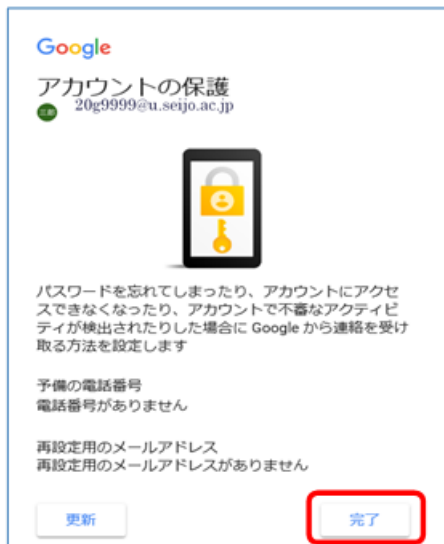 Google
アカウントの保護
20g9999@u.seijo.ac.jp
パスワードを忘れてしまったり、アカウントにアクセ
スできなくなったり、アカウントで不審なアクティビ
ティが検出されたりした場合に Google から連絡を受け
取る方法を設定します
予備の電話番号
電話番号がありません
再設定用のメールアドレス
再設定用のメールアドレスがありません
更新
完了